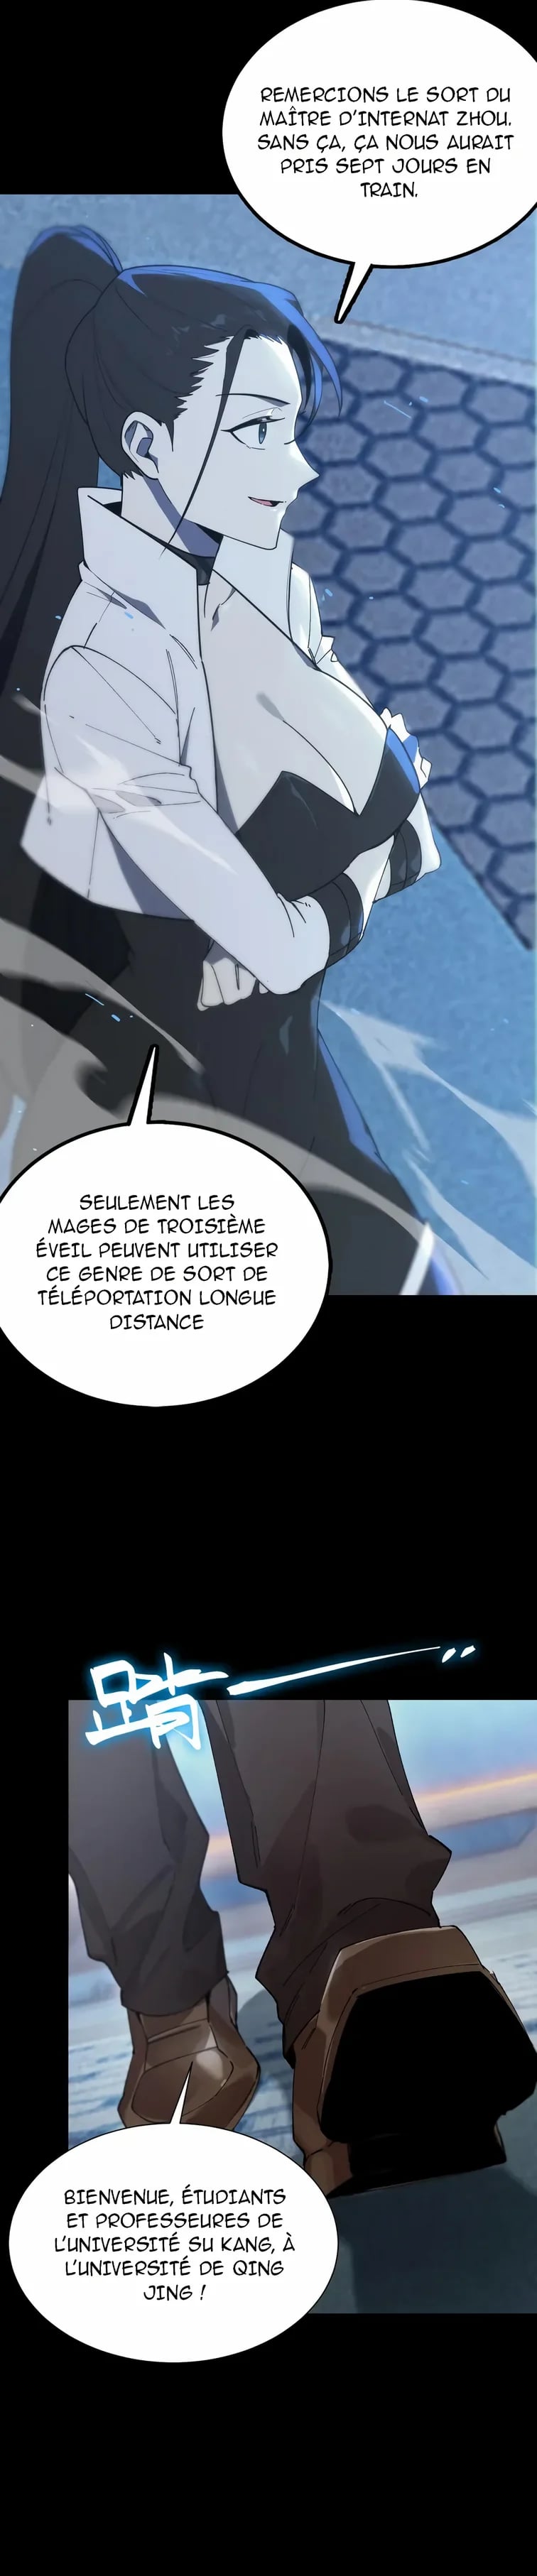 REMERCIONS LE SORT DU
MAÎTRE D'INTERNAT ZHOU.
SANS ÇA, ÇA NOUS AURAIT
PRIS SEPT JOURS EN
TRAIN.
SEULEMENT LES
MAGES DE TROISIÈME
ÉVEIL PEUVENT UTILISER
CE GENRE DE SORT DE
TÉLÉPORTATION LONGUE
DISTANCE
踏
BIENVENUE, ÉTUDIANTS
ET PROFESSEURES DE
L'UNIVERSITÉ SU KANG, À
L'UNIVERSITÉ DE QING
JING !